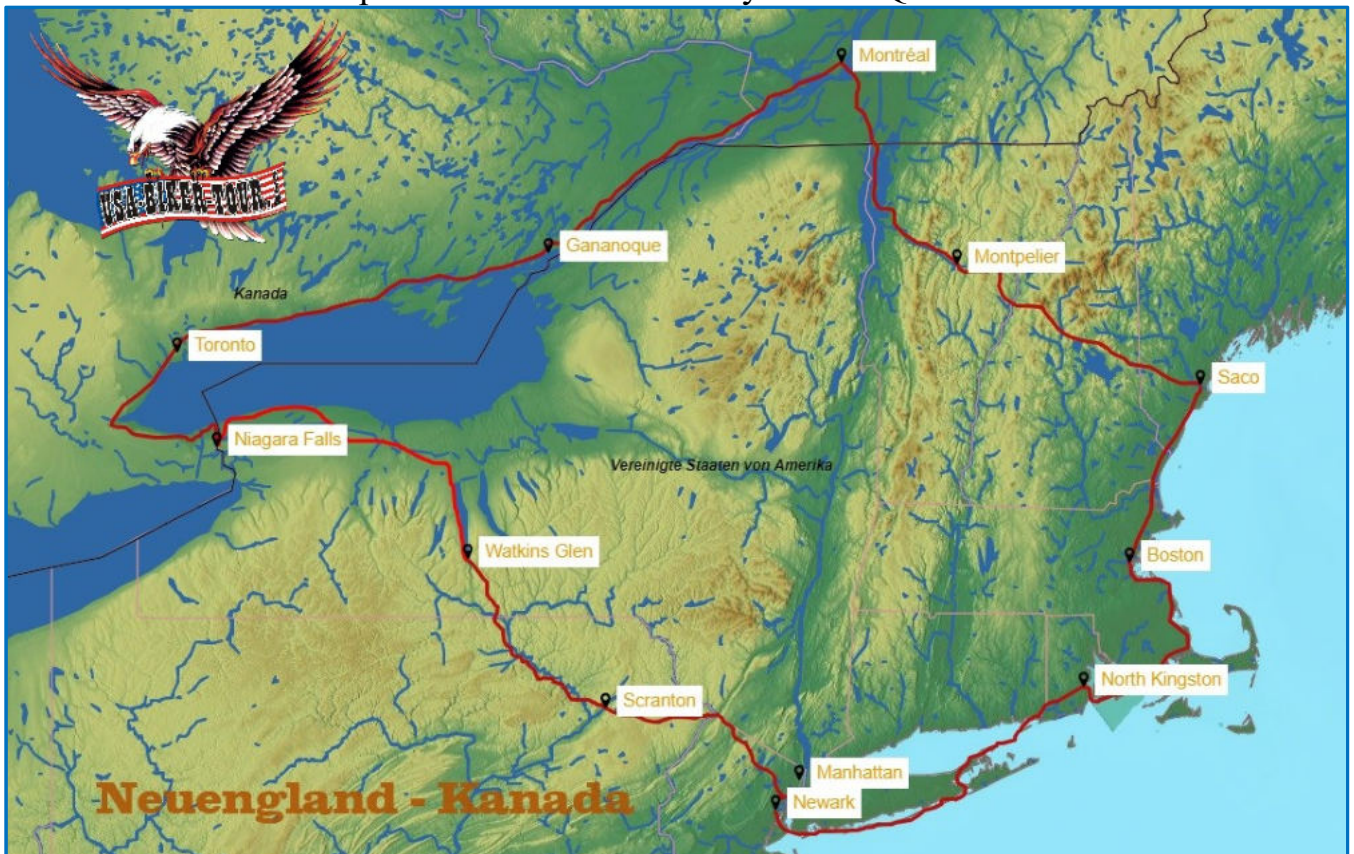 Montréal
Gananoque
Montpelier
Kanada
Toronto
Saco
Niagara Falls
Vereinigte Staaten von Amerika
Watkins Glen
Boston
North Kingston
Scranton
Manhattan
Newark
Neuengland - Kanada
USA-BIKER-TOUR.